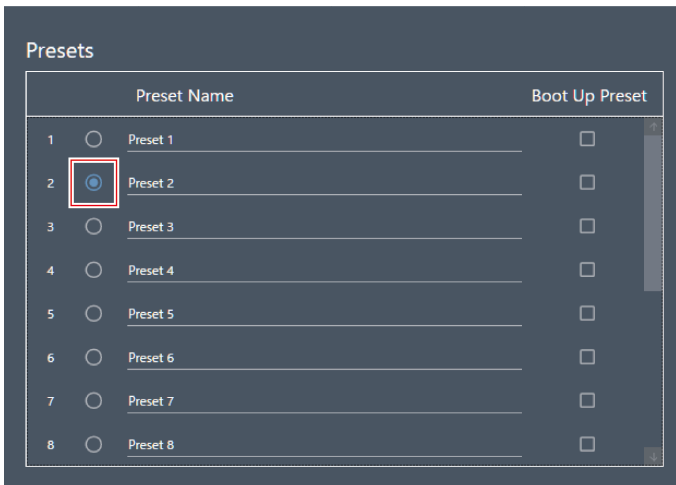 Presets
Preset Name Boot Up Preset
1 Preset 1
2 Preset 2
3 Preset 3
4 Preset 4
5 Preset 5
6 Preset 6
7 Preset 7
8 Preset 8